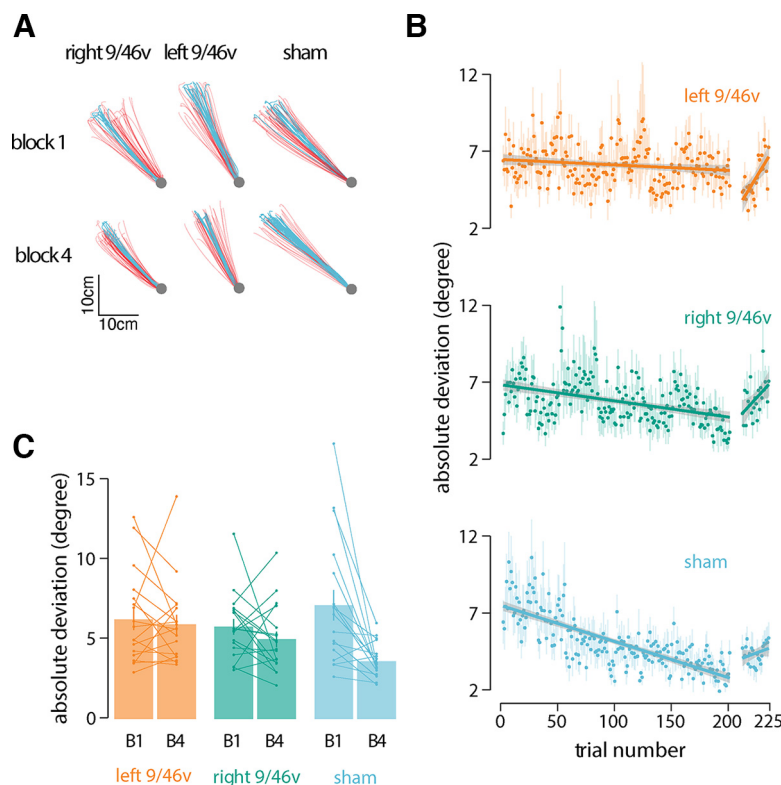 A
right 9/46v left 9/46v sham
block 1
block 4
10cm
10cm
B
absolute deviation (degree)
12
7
2
left 9/46v
12
7
2
right 9/46v
12
7
2
sham
0 50 100 150 200 225
trial number
C
absolute deviation (degree)
15
10
5
0
B1 B4 B1 B4 B1 B4
left 9/46v right 9/46v sham